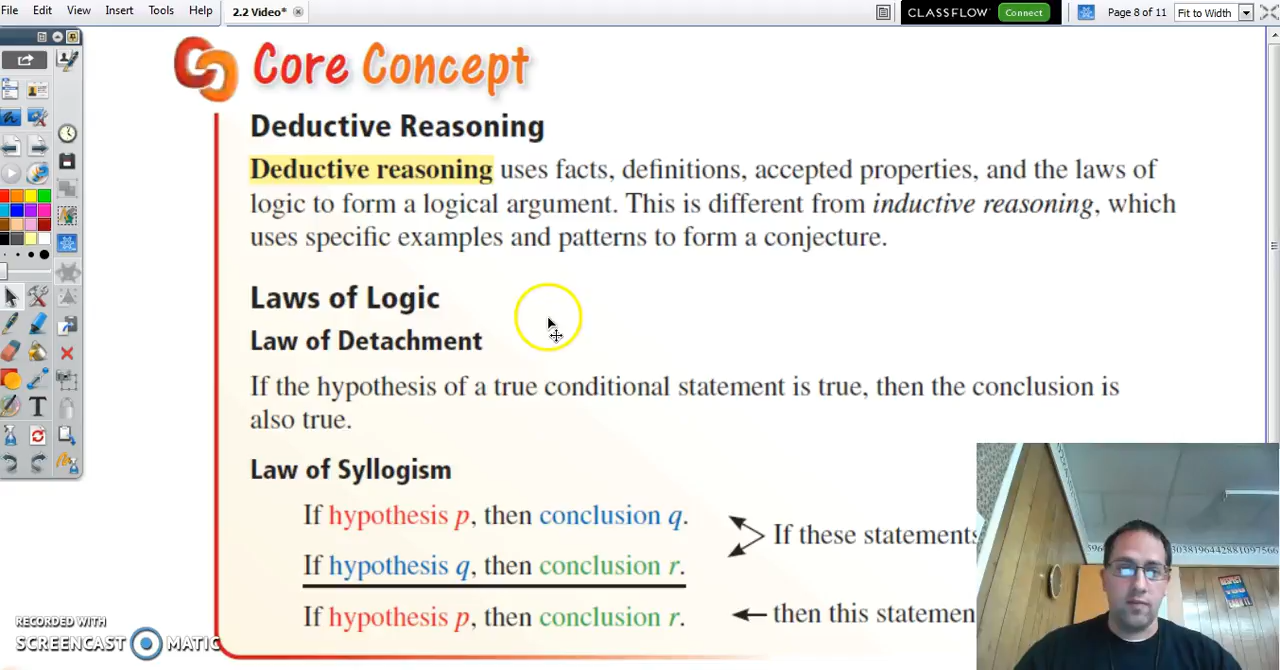 File Edit View Insert Tools Help
2.2 Video*
CLASSFLOW Connect
Page 8 of 11 Fit to Width
Core Concept
Deductive Reasoning
Deductive reasoning uses facts, definitions, accepted properties, and the laws of
logic to form a logical argument. This is different from inductive reasoning, which
uses specific examples and patterns to form a conjecture.
Laws of Logic
Law of Detachment
If the hypothesis of a true conditional statement is true, then the conclusion is
also true.
Law of Syllogism
If hypothesis p, then conclusion q.
If these statements
If hypothesis q, then conclusion r.
If hypothesis p, then conclusion r.
then this statemen
RECORDED WITH
SCREENCAST MATIC